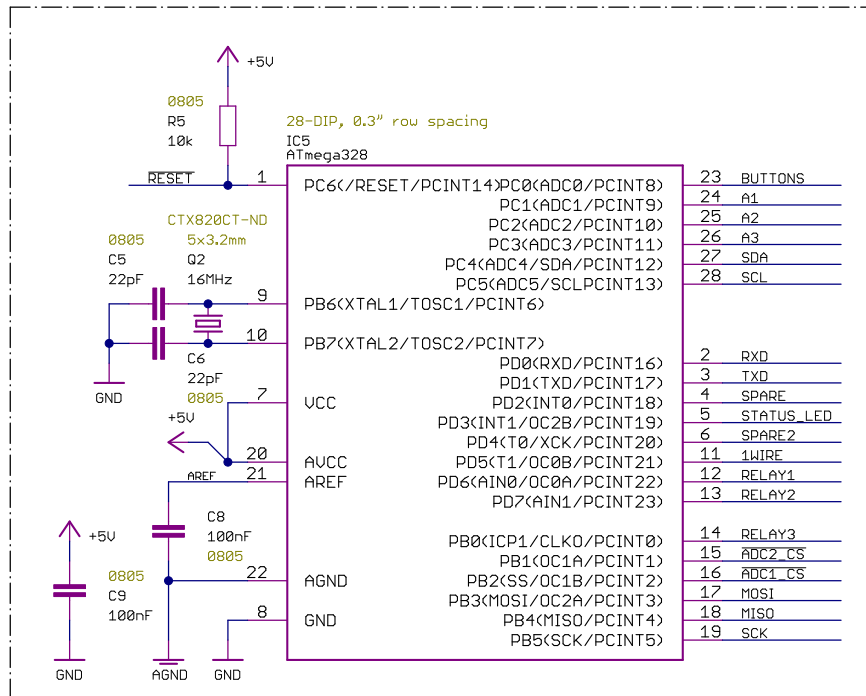 +5V
0805
R5
10k
28-DIP, 0.3" row spacing
IC5
ATmega328
RESET
1 PC6(/RESET/PCINT14)PC0(ADC0/PCINT8) 23 BUTTONS
PC1(ADC1/PCINT9) 24 A1
PC2(ADC2/PCINT10) 25 A2
PC3(ADC3/PCINT11) 26 A3
PC4(ADC4/SDA/PCINT12) 27 SDA
PC5(ADC5/SCLPCINT13) 28 SCL
CTX820CT-ND
5x3.2mm
Q2
16MHz
0805
C5
22pF
9 PB6(XTAL1/TOSC1/PCINT6)
10 PB7(XTAL2/TOSC2/PCINT7)
C6
22pF
0805
GND
PD0(RXD/PCINT16) 2 RXD
PD1(TXD/PCINT17) 3 TXD
PD2(INT0/PCINT18) 4 SPARE
PD3(INT1/OC2B/PCINT19) 5 STATUS_LED
PD4(T0/XCK/PCINT20) 6 SPARE2
PD5(T1/OC0B/PCINT21) 11 1WIRE
PD6(AIN0/OC0A/PCINT22) 12 RELAY1
PD7(AIN1/PCINT23) 13 RELAY2
7 VCC
+5V
20 AVCC
AREF 21 AREF
C8
100nF
0805
+5V
0805
C9
100nF
22 AGND
8 GND
PB0(ICP1/CLKO/PCINT0) 14 RELAY3
PB1(OC1A/PCINT1) 15 ADC2_CS
PB2(SS/OC1B/PCINT2) 16 ADC1_CS
PB3(MOSI/OC2A/PCINT3) 17 MOSI
PB4(MISO/PCINT4) 18 MISO
PB5(SCK/PCINT5) 19 SCK
GND
AGND
GND